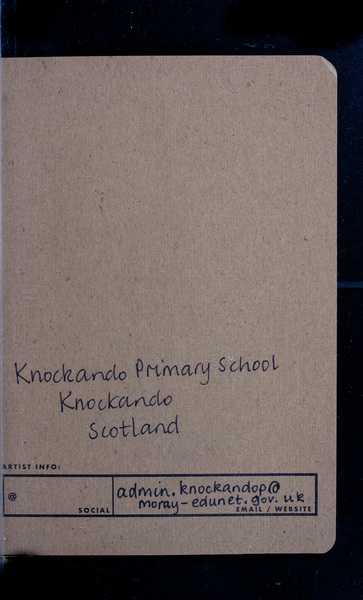 Knockando Primary School
Knockando
Scotland
ARTIST INFO:
@
SOCIAL
admin.knockandop@
moray-edunet.gov.uk
EMAIL / WEBSITE